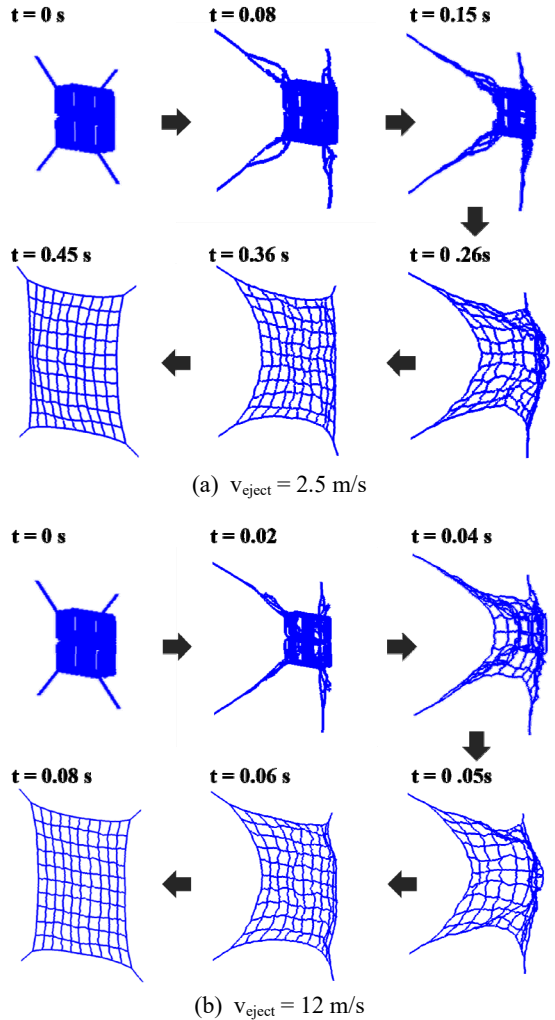 t = 0 s
t = 0.08
t = 0.15 s
t = 0.45 s
t = 0.36 s
t = 0 .26s
(a) v_eject = 2.5 m/s
t = 0 s
t = 0.02
t = 0.04 s
t = 0.08 s
t = 0.06 s
t = 0 .05s
(b) v_eject = 12 m/s